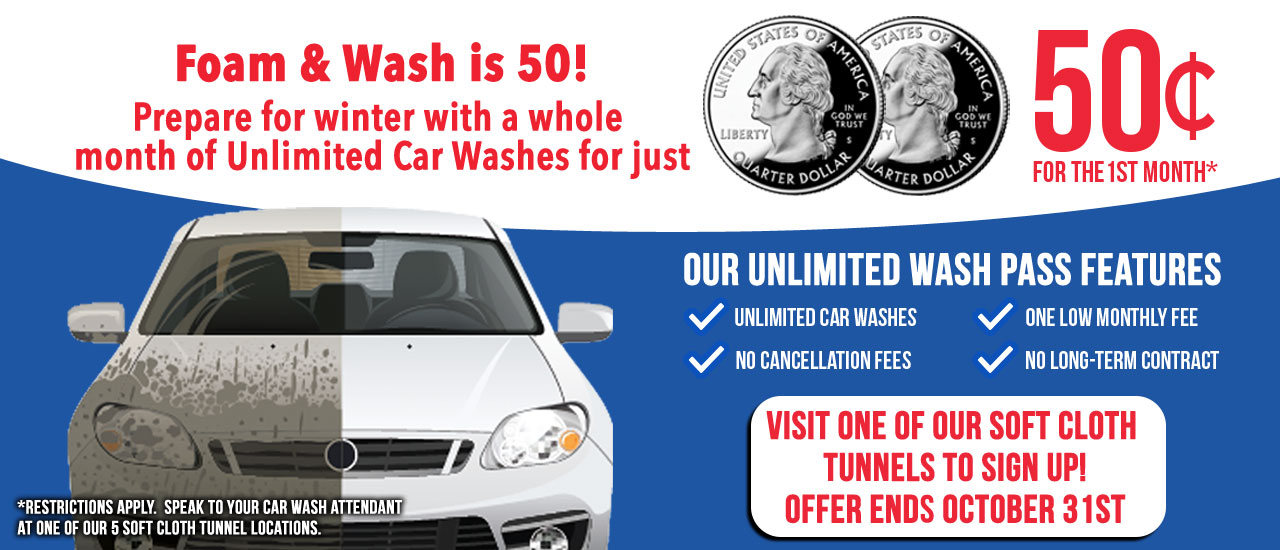 Foam & Wash is 50!
Prepare for winter with a whole
month of Unlimited Car Washes for just
UNITED STATES OF AMERICA
LIBERTY
IN
GOD WE
TRUST
S
QUARTER DOLLAR
STATES OF AMERICA
TY
IN
GOD WE
TRUST
S
ARTER DOLLAR
50¢
FOR THE 1ST MONTH*
OUR UNLIMITED WASH PASS FEATURES
UNLIMITED CAR WASHES
ONE LOW MONTHLY FEE
NO CANCELLATION FEES
NO LONG-TERM CONTRACT
VISIT ONE OF OUR SOFT CLOTH
TUNNELS TO SIGN UP!
OFFER ENDS OCTOBER 31ST
*RESTRICTIONS APPLY. SPEAK TO YOUR CAR WASH ATTENDANT
AT ONE OF OUR 5 SOFT CLOTH TUNNEL LOCATIONS.